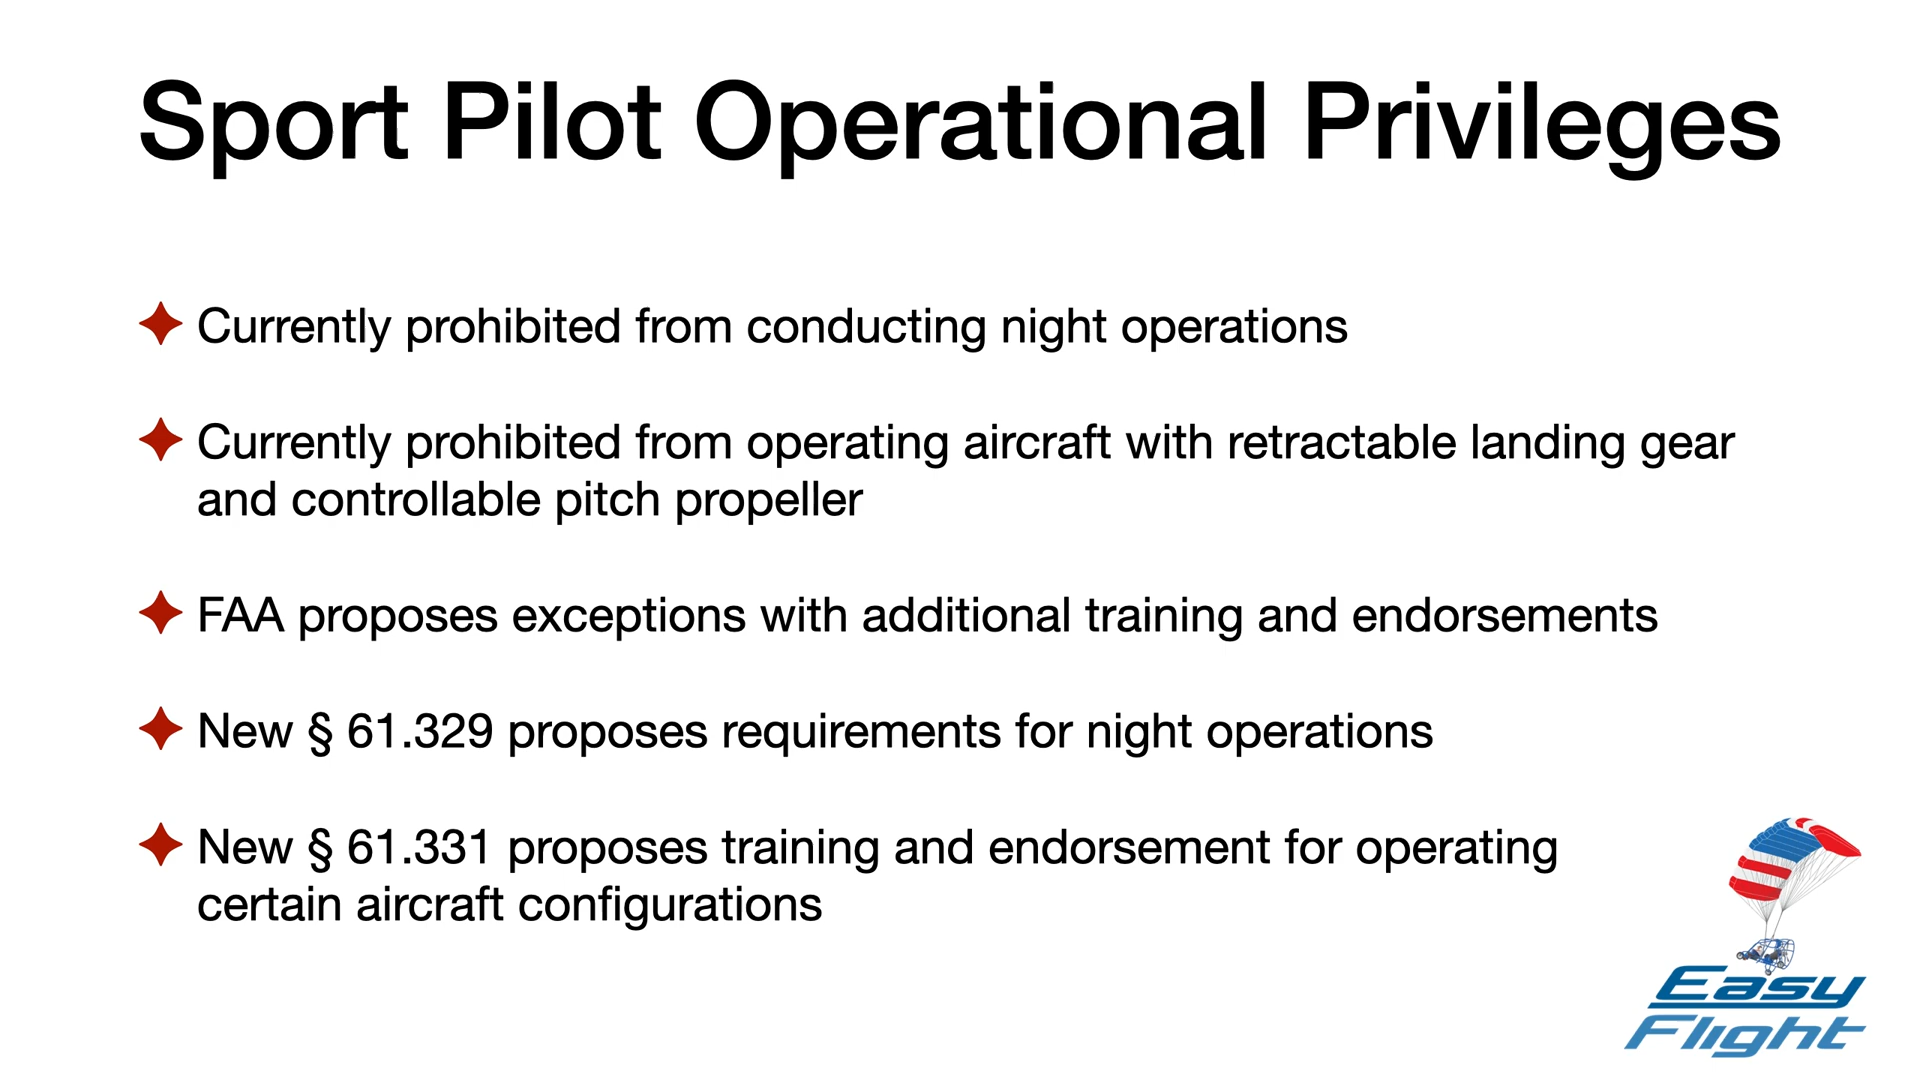 Sport Pilot Operational Privileges
Currently prohibited from conducting night operations
Currently prohibited from operating aircraft with retractable landing gear
and controllable pitch propeller
FAA proposes exceptions with additional training and endorsements
New § 61.329 proposes requirements for night operations
New § 61.331 proposes training and endorsement for operating
certain aircraft configurations
Easy
Flight